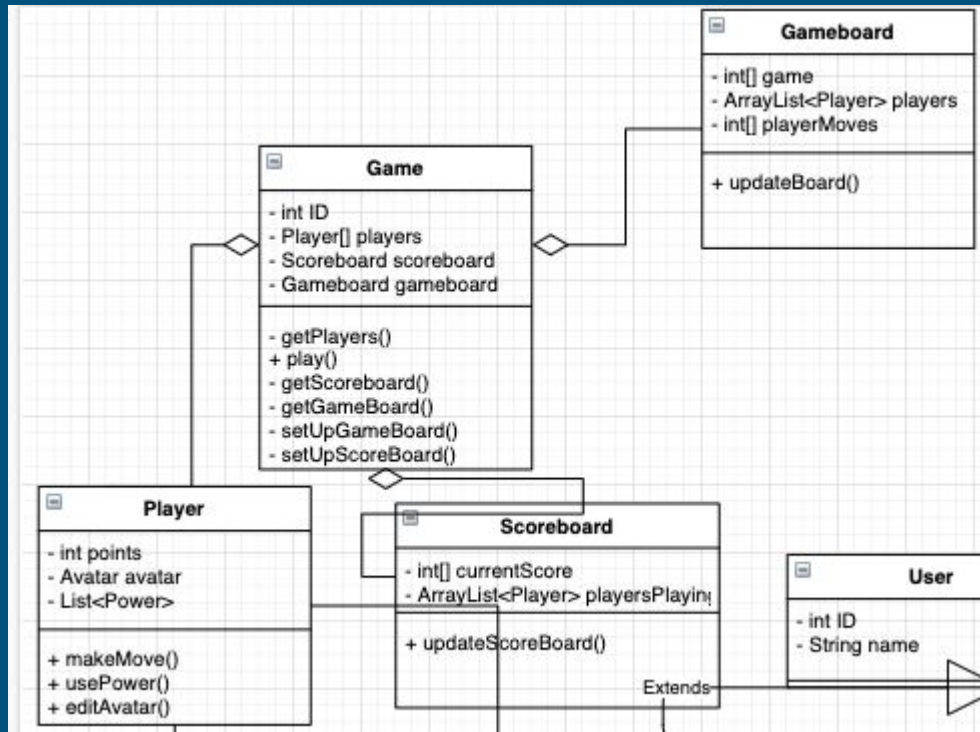 Gameboard
- int[] game
- ArrayList<Player> players
- int[] playerMoves
+ updateBoard()
Game
- int ID
- Player[] players
- Scoreboard scoreboard
- Gameboard gameboard
- getPlayers()
+ play()
- getScoreboard()
- getGameBoard()
- setUpGameBoard()
- setUpScoreBoard()
Player
- int points
- Avatar avatar
- List<Power>
+ makeMove()
+ usePower()
+ editAvatar()
Scoreboard
- int[] currentScore
- ArrayList<Player> playersPlaying
+ updateScoreBoard()
Extends
User
- int ID
- String name